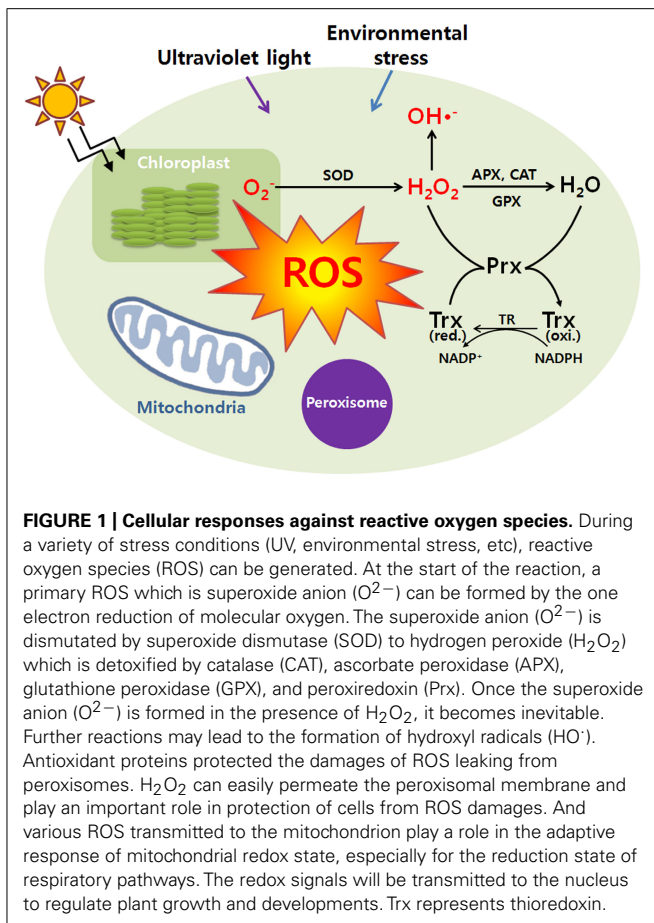 Environmental
stress
Ultraviolet light
OH•⁻
Chloroplast
O₂⁻
SOD
H₂O₂
APX, CAT
GPX
H₂O
ROS
Prx
Trx
(red.)
TR
Trx
(oxi.)
NADP⁺
NADPH
Mitochondria
Peroxisome
FIGURE 1 | Cellular responses against reactive oxygen species. During
a variety of stress conditions (UV, environmental stress, etc), reactive
oxygen species (ROS) can be generated. At the start of the reaction, a
primary ROS which is superoxide anion (O²⁻) can be formed by the one
electron reduction of molecular oxygen. The superoxide anion (O²⁻) is
dismutated by superoxide dismutase (SOD) to hydrogen peroxide (H₂O₂)
which is detoxified by catalase (CAT), ascorbate peroxidase (APX),
glutathione peroxidase (GPX), and peroxiredoxin (Prx). Once the superoxide
anion (O²⁻) is formed in the presence of H₂O₂, it becomes inevitable.
Further reactions may lead to the formation of hydroxyl radicals (HO˙).
Antioxidant proteins protected the damages of ROS leaking from
peroxisomes. H₂O₂ can easily permeate the peroxisomal membrane and
play an important role in protection of cells from ROS damages. And
various ROS transmitted to the mitochondrion play a role in the adaptive
response of mitochondrial redox state, especially for the reduction state of
respiratory pathways. The redox signals will be transmitted to the nucleus
to regulate plant growth and developments. Trx represents thioredoxin.